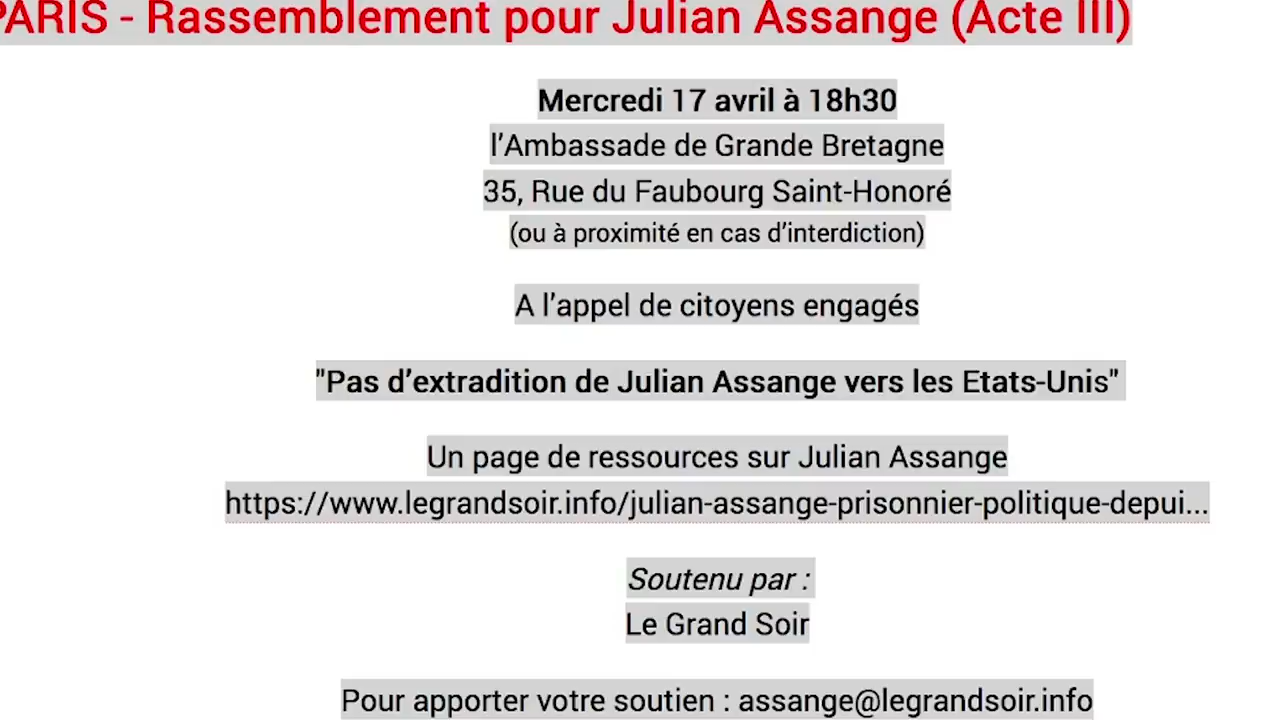 PARIS - Rassemblement pour Julian Assange (Acte III)
Mercredi 17 avril à 18h30
l’Ambassade de Grande Bretagne
35, Rue du Faubourg Saint-Honoré
(ou à proximité en cas d’interdiction)
A l’appel de citoyens engagés
"Pas d’extradition de Julian Assange vers les Etats-Unis"
Un page de ressources sur Julian Assange
https://www.legrandsoir.info/julian-assange-prisonnier-politique-depui...
Soutenu par :
Le Grand Soir
Pour apporter votre soutien : assange@legrandsoir.info